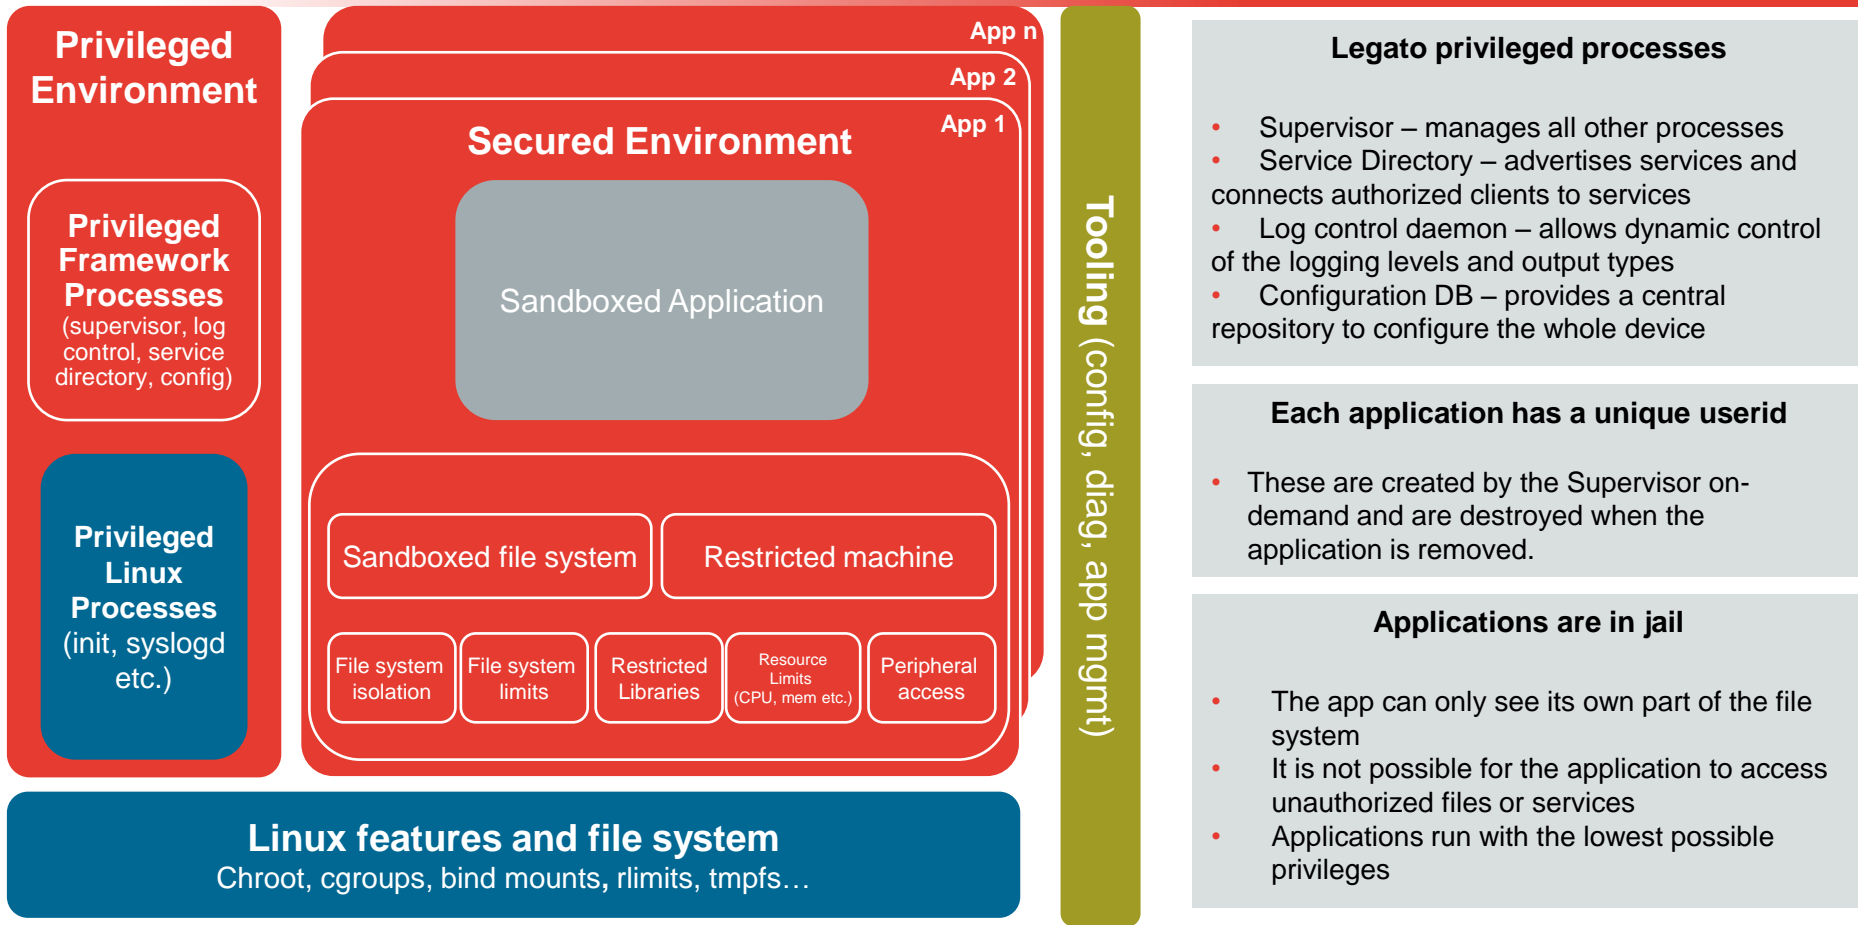 Privileged
Environment
Privileged
Framework
Processes
(supervisor, log
control, service
directory, config)
Privileged
Linux
Processes
(init, syslogd
etc.)
App n
App 2
App 1
Secured Environment
Sandboxed Application
Sandboxed file system
Restricted machine
File system
isolation
File system
limits
Restricted
Libraries
Resource
Limits
(CPU, mem etc.)
Peripheral
access
Linux features and file system
Chroot, cgroups, bind mounts, rlimits, tmpfs…
Tooling (config, diag, app mgmt)
Legato privileged processes
• Supervisor – manages all other processes
• Service Directory – advertises services and
connects authorized clients to services
• Log control daemon – allows dynamic control
of the logging levels and output types
• Configuration DB – provides a central
repository to configure the whole device
Each application has a unique userid
• These are created by the Supervisor on-
demand and are destroyed when the
application is removed.
Applications are in jail
• The app can only see its own part of the file
system
• It is not possible for the application to access
unauthorized files or services
• Applications run with the lowest possible
privileges